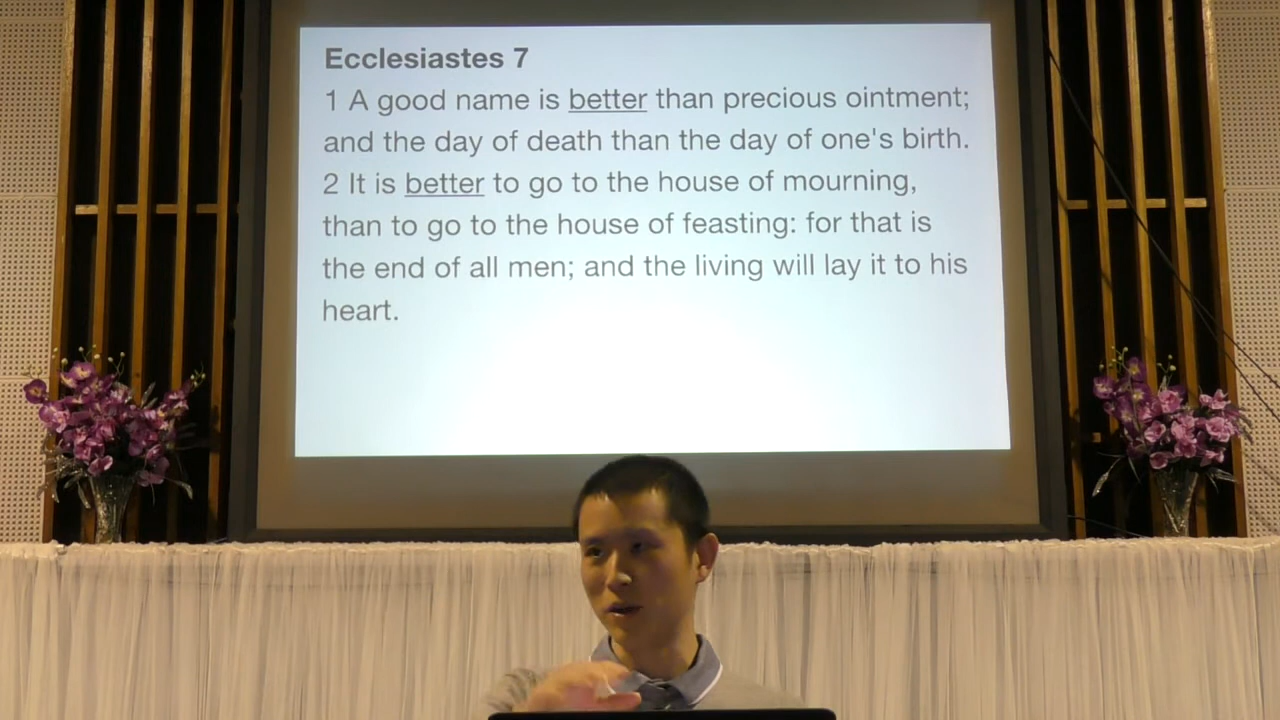 Ecclesiastes 7
1 A good name is better than precious ointment;
and the day of death than the day of one's birth.
2 It is better to go to the house of mourning,
than to go to the house of feasting: for that is
the end of all men; and the living will lay it to his
heart.